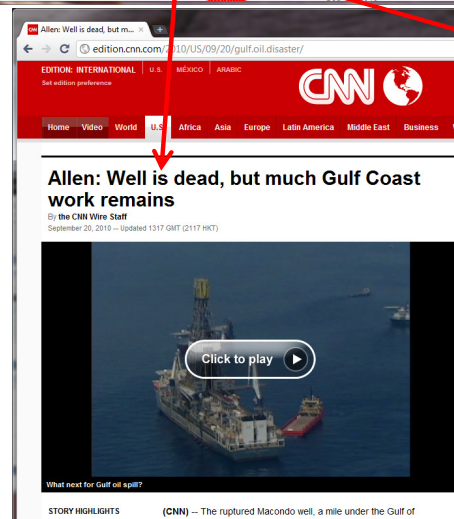 Allen: Well is dead, but m...
edition.cnn.com/2010/US/09/20/gulf.oil.disaster/
EDITION: INTERNATIONAL U.S. MÉXICO ARABIC
Set edition preference
CNN
Home Video World U.S. Africa Asia Europe Latin America Middle East Business
Allen: Well is dead, but much Gulf Coast
work remains
By the CNN Wire Staff
September 20, 2010 -- Updated 1317 GMT (2117 HKT)
Click to play
What next for Gulf oil spill?
STORY HIGHLIGHTS
(CNN) -- The ruptured Macondo well, a mile under the Gulf of